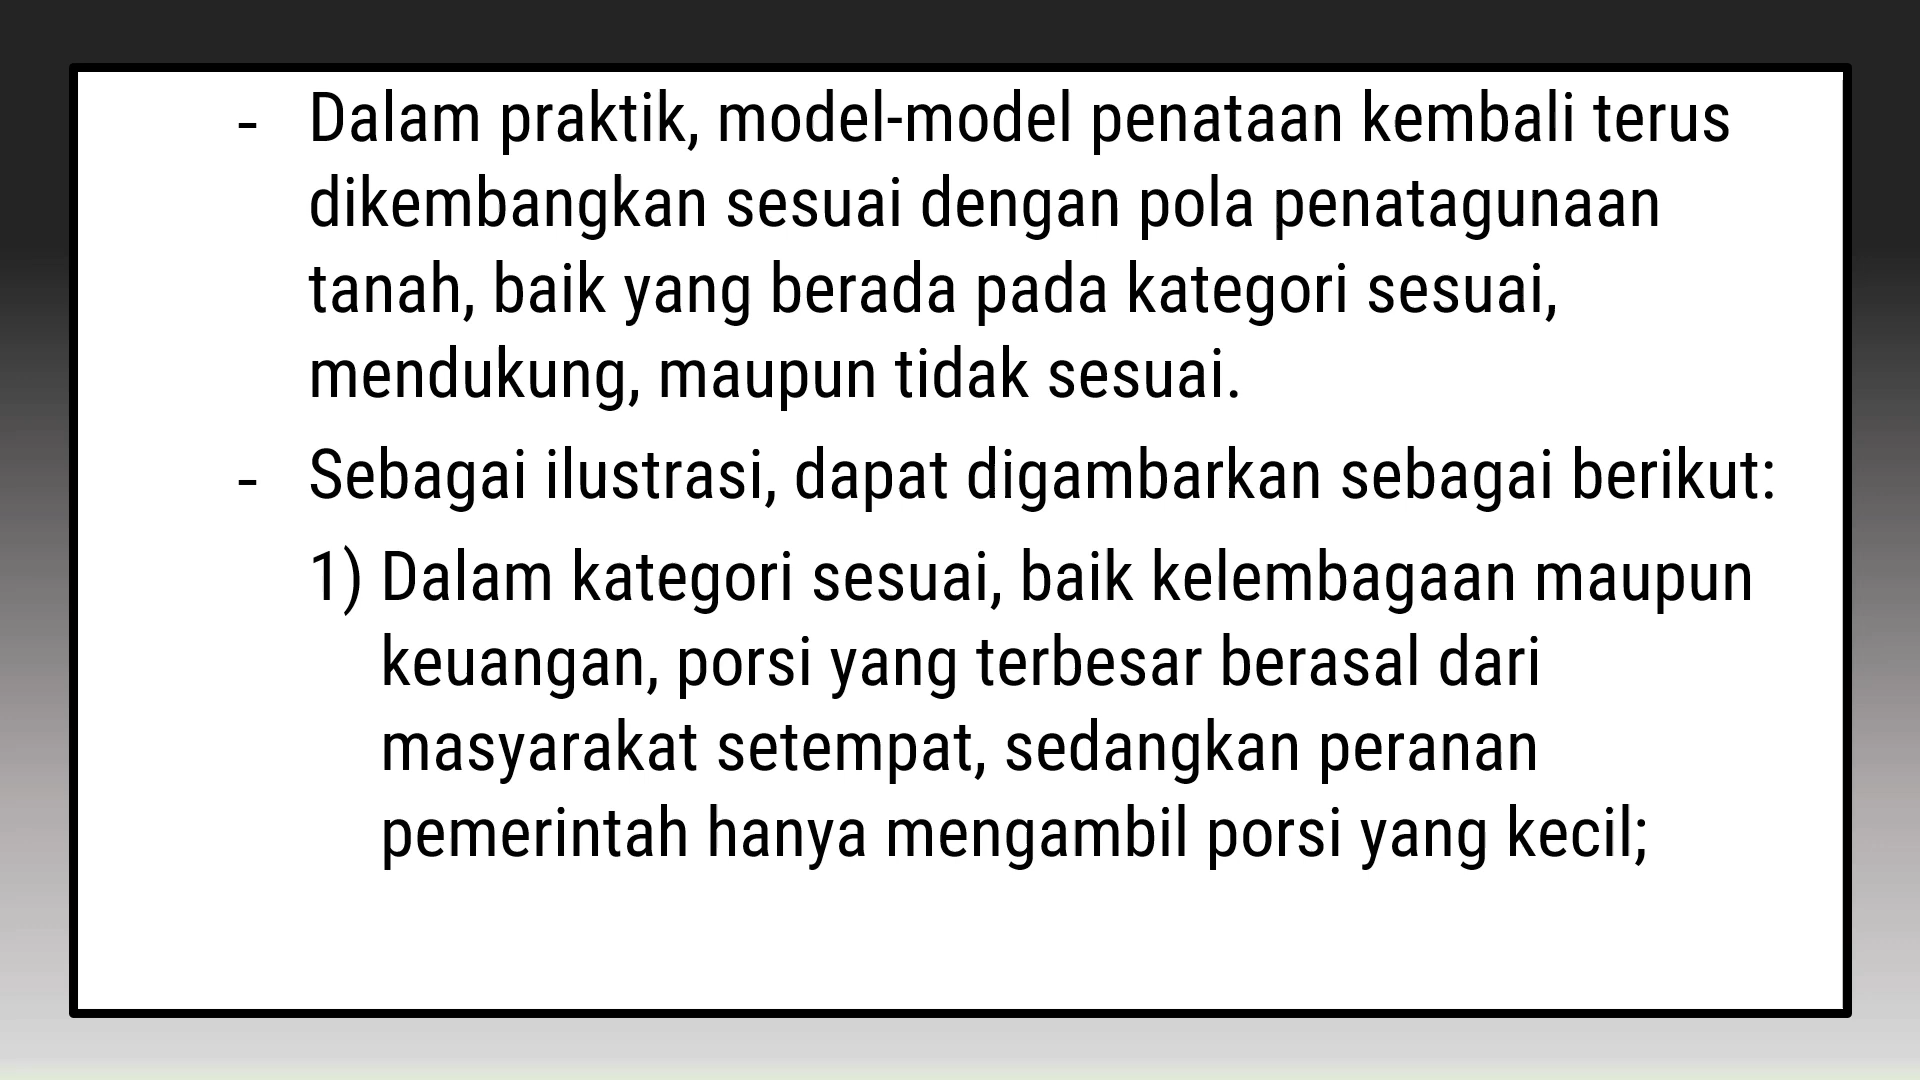 - Dalam praktik, model-model penataan kembali terus
dikembangkan sesuai dengan pola penatagunaan
tanah, baik yang berada pada kategori sesuai,
mendukung, maupun tidak sesuai.
- Sebagai ilustrasi, dapat digambarkan sebagai berikut:
1) Dalam kategori sesuai, baik kelembagaan maupun
keuangan, porsi yang terbesar berasal dari
masyarakat setempat, sedangkan peranan
pemerintah hanya mengambil porsi yang kecil;